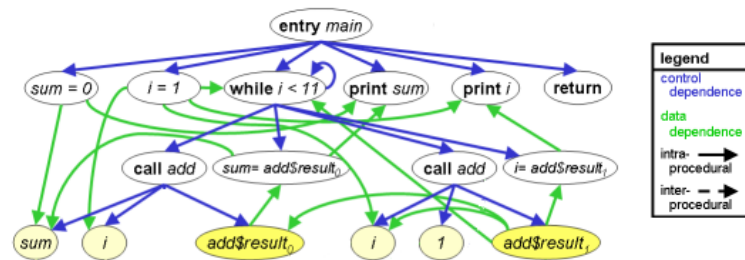 entry main
sum = 0
i = 1
while i < 11
print sum
print i
return
call add
sum= add$result0
call add
i= add$result1
sum
i
add$result0
i
1
add$result1
legend
control
dependence
data
dependence
intra-
procedural
inter-
procedural